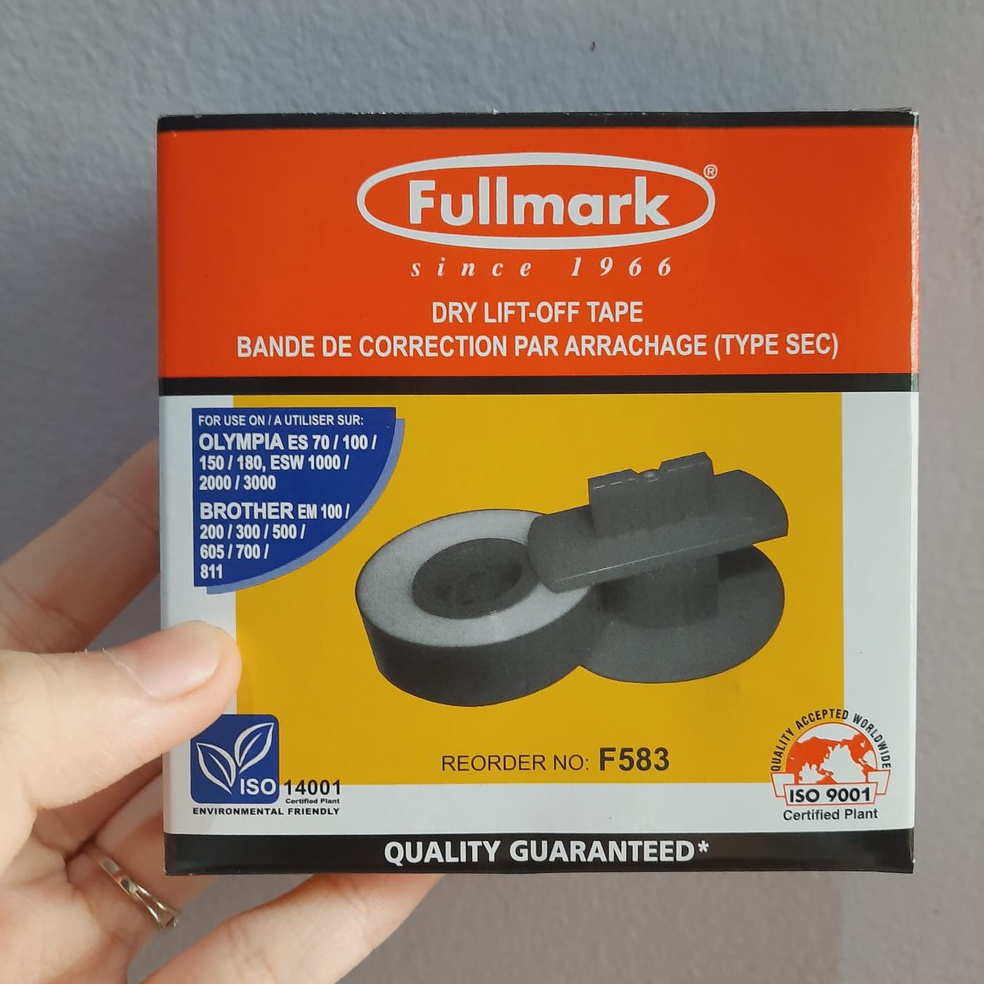 Fullmark®
since 1966
DRY LIFT-OFF TAPE
BANDE DE CORRECTION PAR ARRACHAGE (TYPE SEC)
FOR USE ON / A UTILISER SUR:
OLYMPIA ES 70 / 100 /
150 / 180, ESW 1000 /
2000 / 3000
BROTHER EM 100 /
200 / 300 / 500 /
605 / 700 /
811
REORDER NO: F583
ISO 14001
Certified Plant
ENVIRONMENTAL FRIENDLY
QUALITY ACCEPTED WORLDWIDE
ISO 9001
Certified Plant
QUALITY GUARANTEED*